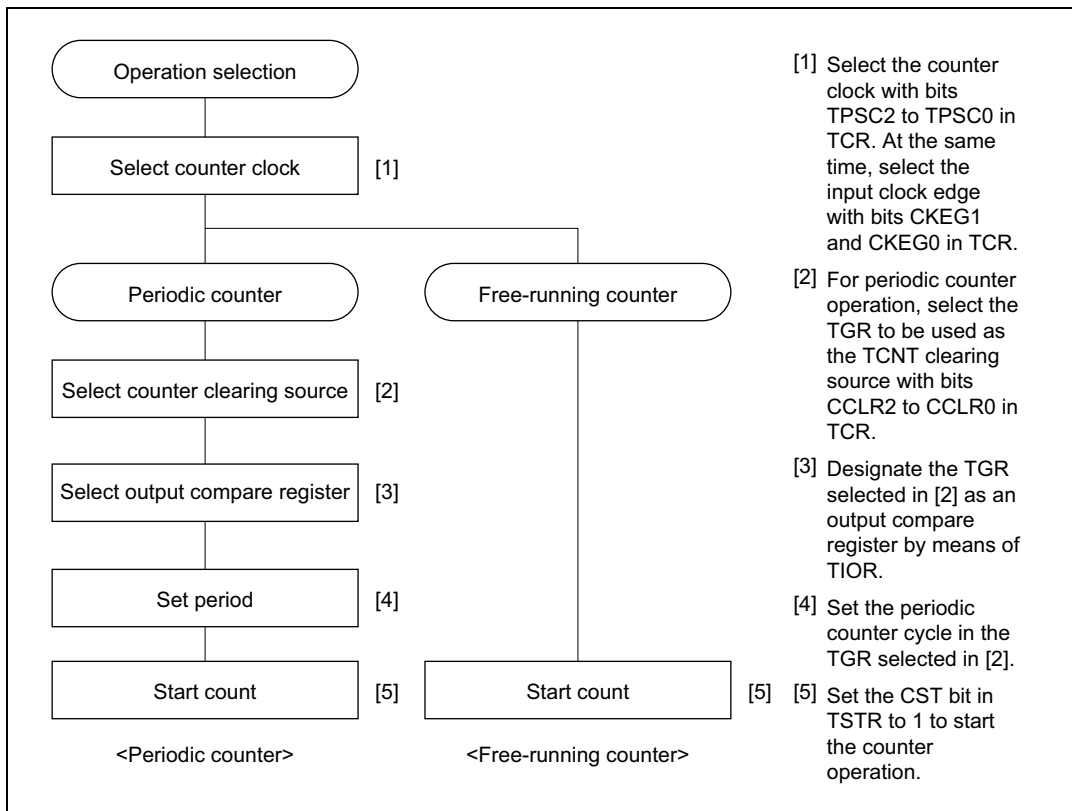 Operation selection
Select counter clock [1]
Periodic counter
Free-running counter
Select counter clearing source [2]
Select output compare register [3]
Set period [4]
Start count [5]
Start count [5]
<Periodic counter>
<Free-running counter>
[1] Select the counter
clock with bits
TPSC2 to TPSC0 in
TCR. At the same
time, select the
input clock edge
with bits CKEG1
and CKEG0 in TCR.
[2] For periodic counter
operation, select the
TGR to be used as
the TCNT clearing
source with bits
CCLR2 to CCLR0 in
TCR.
[3] Designate the TGR
selected in [2] as an
output compare
register by means of
TIOR.
[4] Set the periodic
counter cycle in the
TGR selected in [2].
[5] Set the CST bit in
TSTR to 1 to start
the counter
operation.